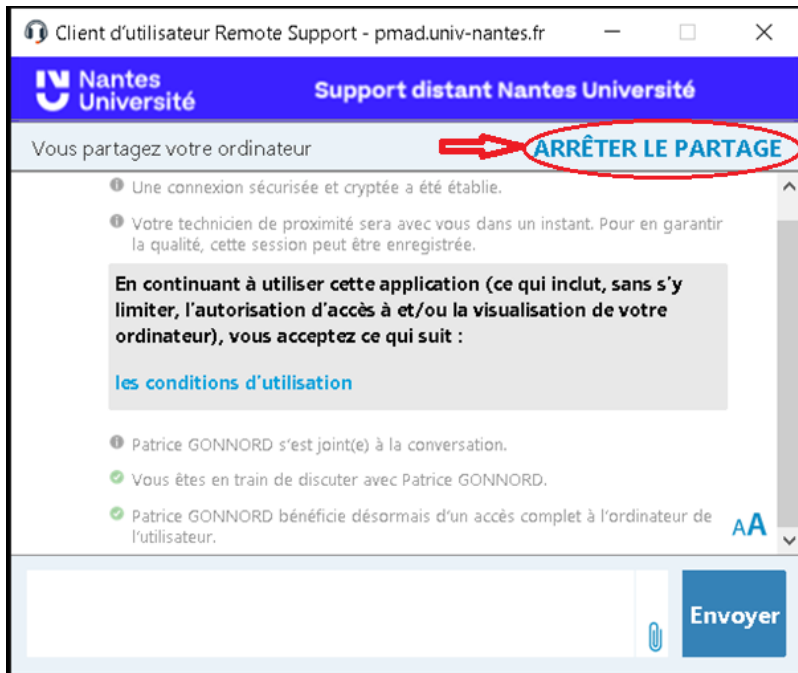 Client d'utilisateur Remote Support - pmad.univ-nantes.fr
Nantes
Université
Support distant Nantes Université
Vous partagez votre ordinateur
ARRÊTER LE PARTAGE
Une connexion sécurisée et cryptée a été établie.
Votre technicien de proximité sera avec vous dans un instant. Pour en garantir
la qualité, cette session peut être enregistrée.
En continuant à utiliser cette application (ce qui inclut, sans s'y
limiter, l'autorisation d'accès à et/ou la visualisation de votre
ordinateur), vous acceptez ce qui suit :
les conditions d'utilisation
Patrice GONNORD s'est joint(e) à la conversation.
Vous êtes en train de discuter avec Patrice GONNORD.
Patrice GONNORD bénéficie désormais d'un accès complet à l'ordinateur de
l'utilisateur.
AA
Envoyer